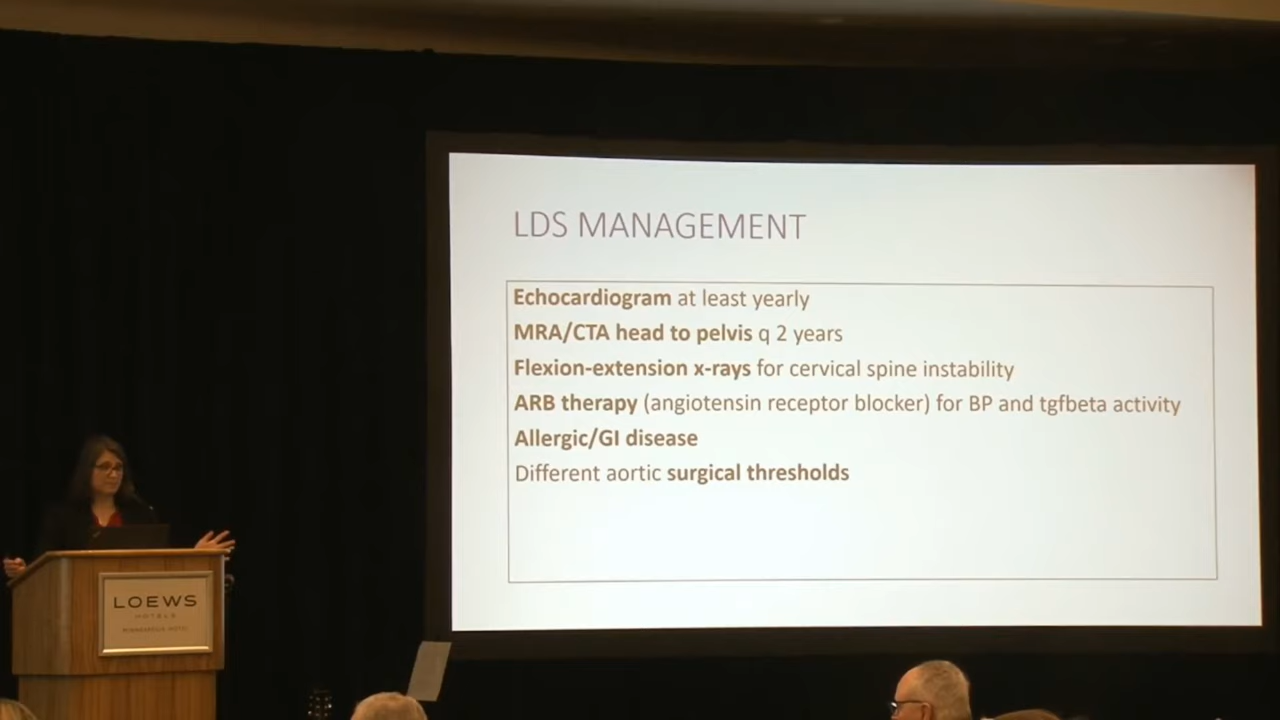 LDS MANAGEMENT
Echocardiogram at least yearly
MRA/CTA head to pelvis q 2 years
Flexion-extension x-rays for cervical spine instability
ARB therapy (angiotensin receptor blocker) for BP and tgfbeta activity
Allergic/GI disease
Different aortic surgical thresholds
LOEWS
HOTELS